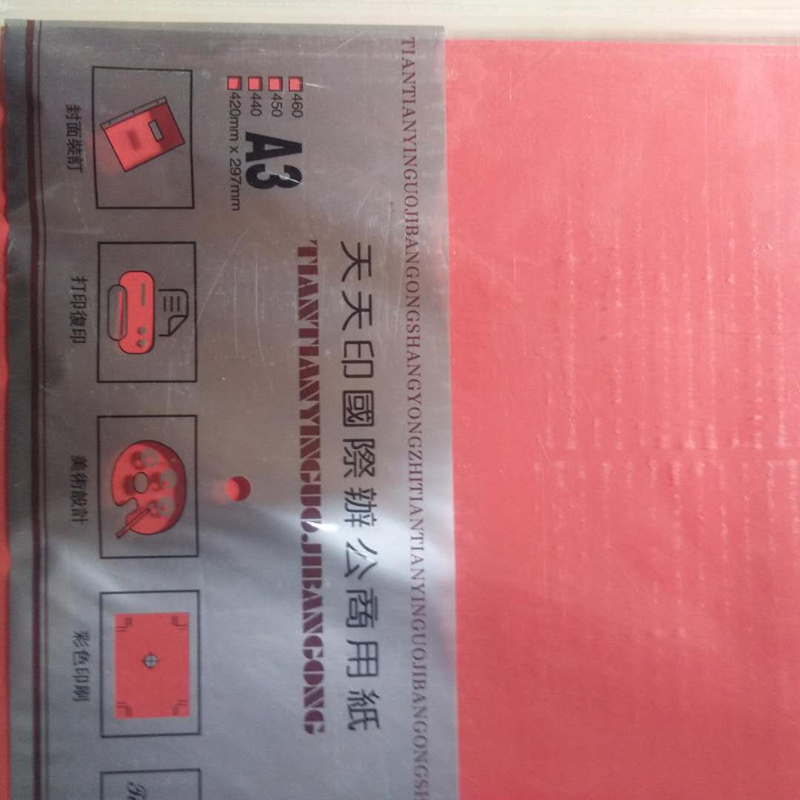 TIANTIANYINGUOJIBANGONGSHANGYONGZHITIANTIANYINGUOJIBANGONGSH
天天印國際辦公商用紙
TIANTIANYINGUOJIBANGONG
460
450
440
420mm x 297mm
A3
封面裝訂
打印復印
美術設計
彩色印刷